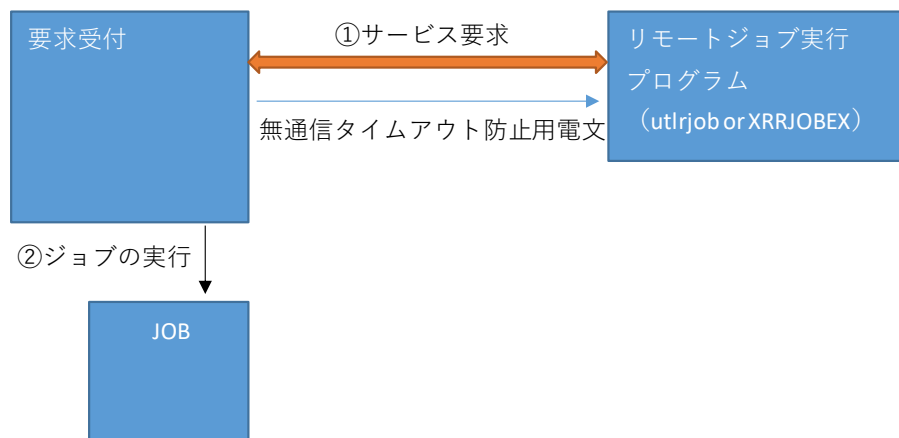 要求受付
①サービス要求
リモートジョブ実行
プログラム
（utlrjob or XRRJOBEX）
無通信タイムアウト防止用電文
②ジョブの実行
JOB